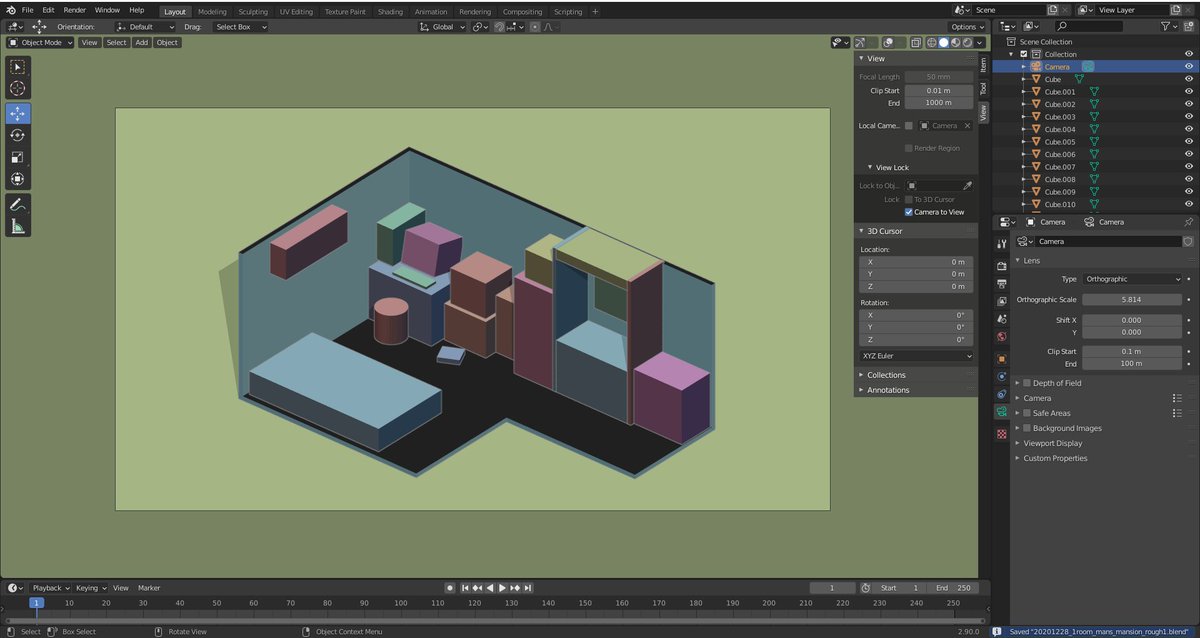 File Edit Render Window Help Layout Modeling Sculpting UV Editing Texture Paint Shading Animation Rendering Compositing Scripting + Scene View Layer
Orientation: Default Drag: Select Box Global Options
Object Mode View Select Add Object
Scene Collection
Collection
Camera
Cube
Cube.001
Cube.002
Cube.003
Cube.004
Cube.005
Cube.006
Cube.007
Cube.008
Cube.009
Cube.010
View
Focal Length 50 mm
Clip Start 0.01 m
End 1000 m
Local Came... Camera
Render Region
View Lock
Lock to Obj...
Lock To 3D Cursor
Camera to View
3D Cursor
Location:
X 0 m
Y 0 m
Z 0 m
Rotation:
X 0°
Y 0°
Z 0°
XYZ Euler
Collections
Annotations
Item
Tool
View
Camera Camera
Camera
Lens
Type Orthographic
Orthographic Scale 5.814
Shift X 0.000
Y 0.000
Clip Start 0.1 m
End 100 m
Depth of Field
Camera
Safe Areas
Background Images
Viewport Display
Custom Properties
Playback Keying View Marker 1 Start 1 End 250
1 10 20 30 40 50 60 70 80 90 100 110 120 130 140 150 160 170 180 190 200 210 220 230 240 250
Select Box Select Rotate View Object Context Menu 2.90.0 Saved "20201228_1room_mans_mansion_rough1.blend"